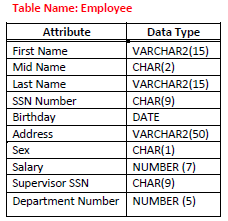 Table Name: Employee
Attribute Data Type
First Name VARCHAR2(15)
Mid Name CHAR(2)
Last Name VARCHAR2(15)
SSN Number CHAR(9)
Birthday DATE
Address VARCHAR2(50)
Sex CHAR(1)
Salary NUMBER (7)
Supervisor SSN CHAR(9)
Department Number NUMBER (5)